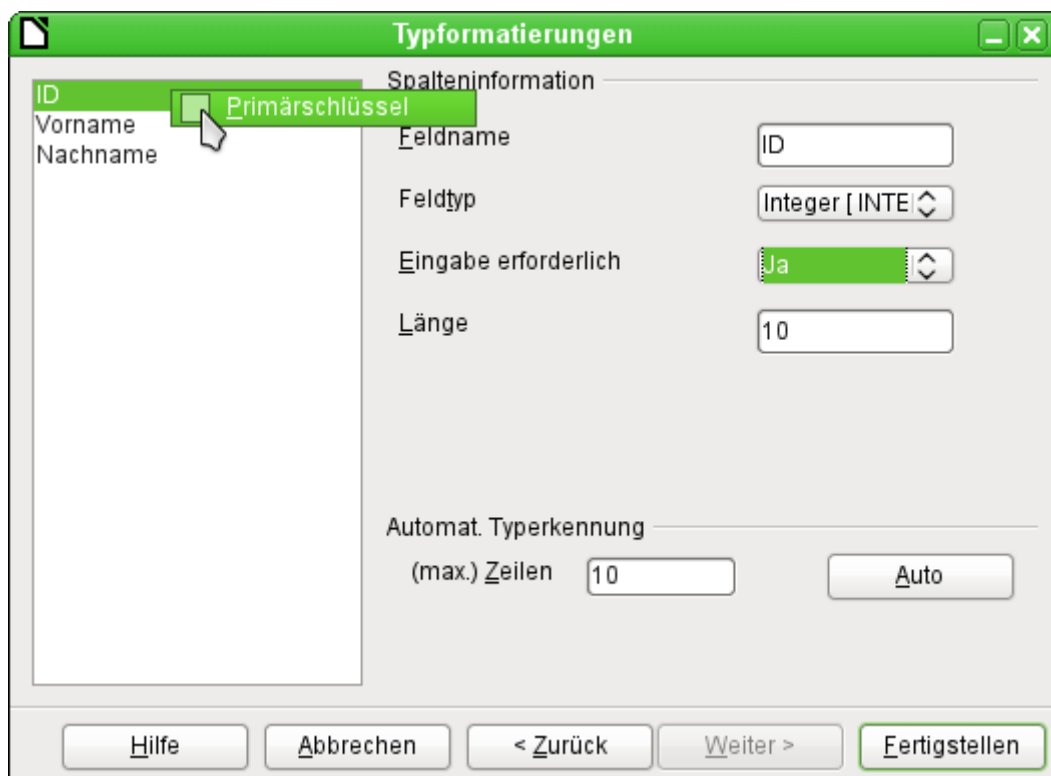 Typformatierungen
ID
Vorname
Nachname
Primärschlüssel
Spalteninformation
Feldname
ID
Feldtyp
Integer [ INTE
Eingabe erforderlich
Ja
Länge
10
Automat. Typerkennung
(max.) Zeilen
10
Auto
Hilfe
Abbrechen
< Zurück
Weiter >
Fertigstellen